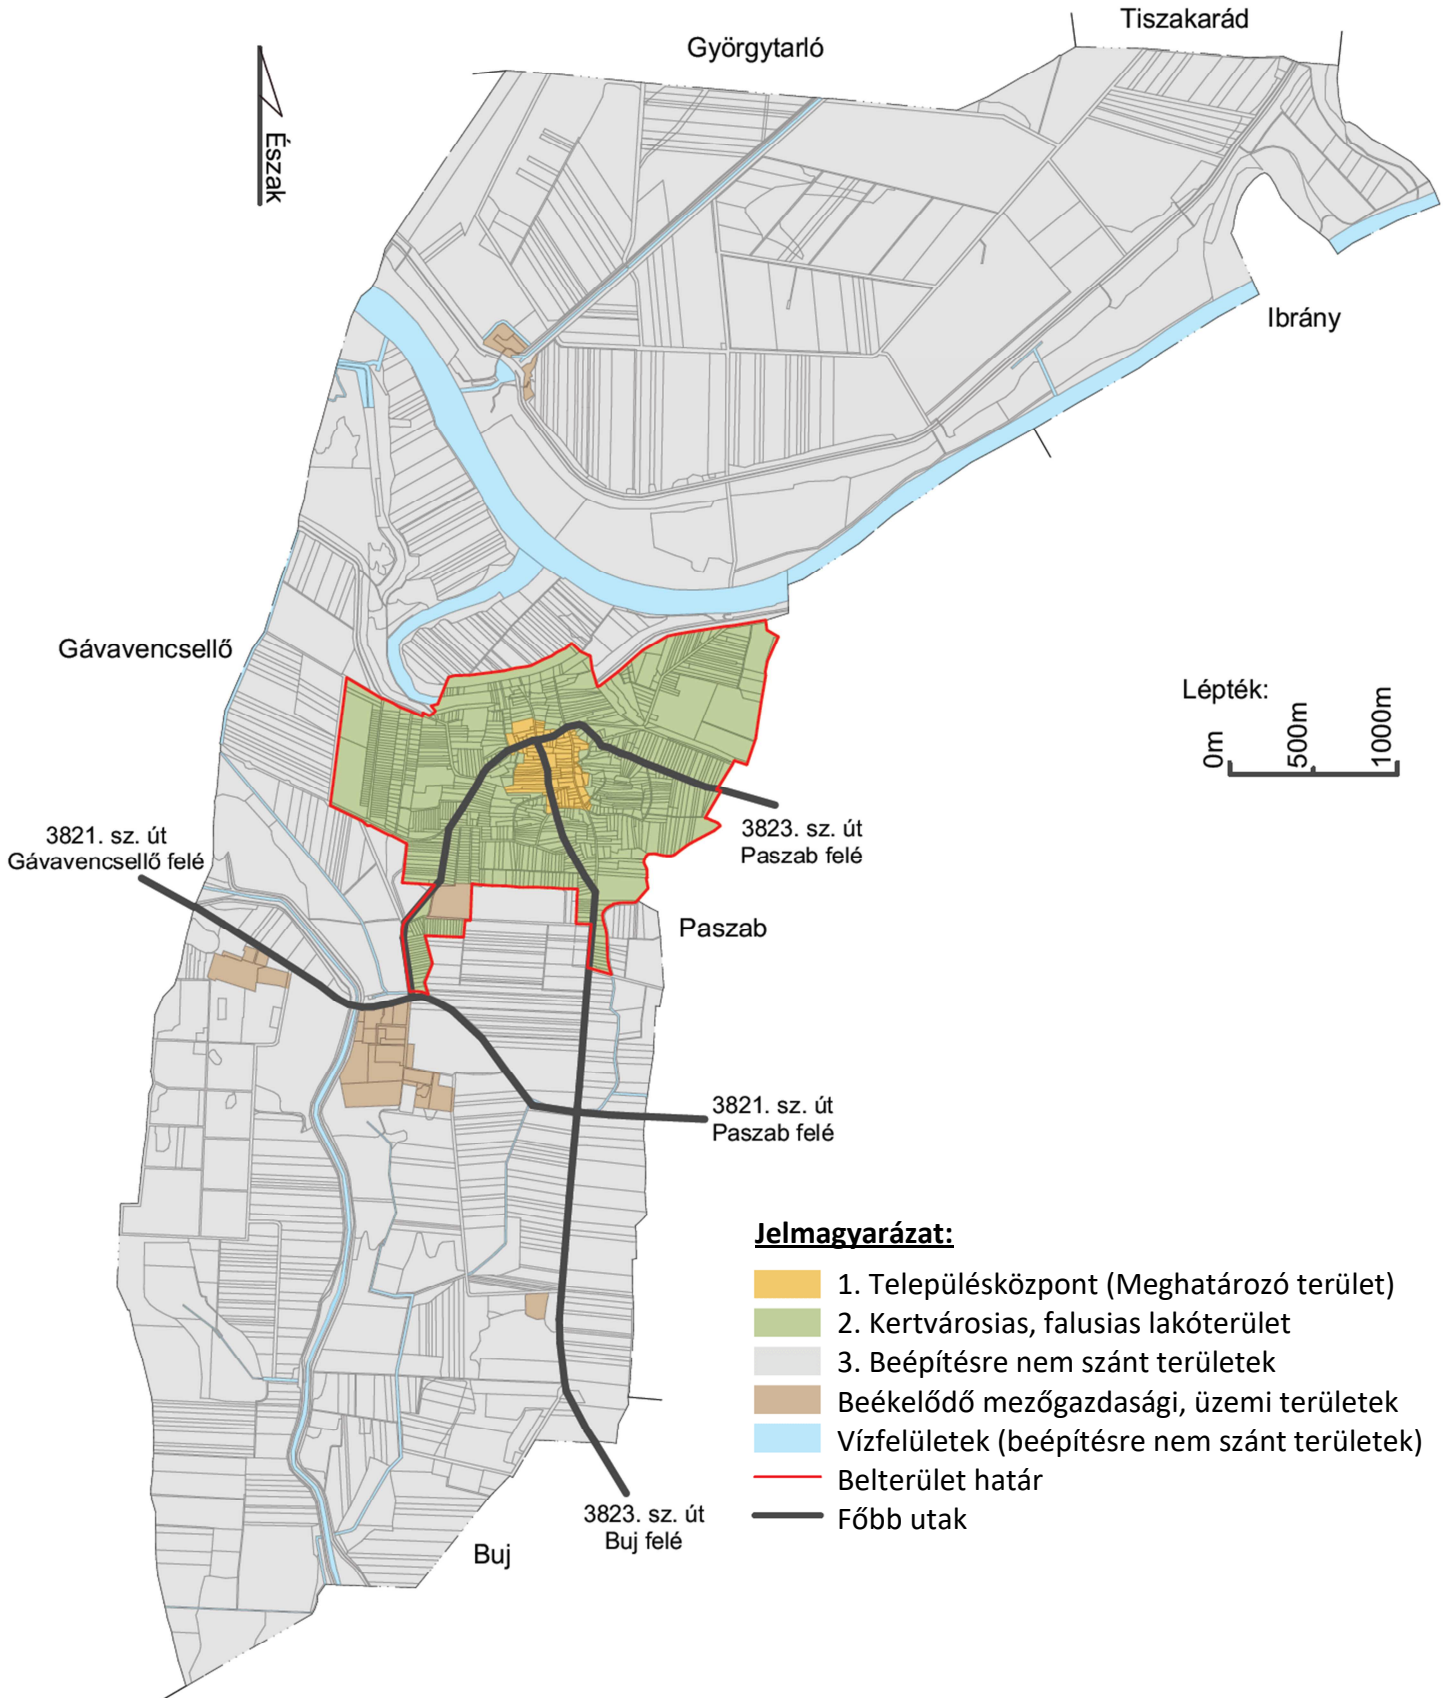 Tiszakarád
Györgytarló
Észak
Ibrány
Gávavencsellő
Lépték:
0m
500m
1000m
3821. sz. út
Gávavencsellő felé
3823. sz. út
Paszab felé
Paszab
3821. sz. út
Paszab felé
Jelmagyarázat:
1. Településközpont (Meghatározó terület)
2. Kertvárosias, falusias lakóterület
3. Beépítésre nem szánt területek
Beékelődő mezőgazdasági, üzemi területek
Vízfelületek (beépítésre nem szánt területek)
Belterület határ
Főbb utak
3823. sz. út
Buj felé
Buj